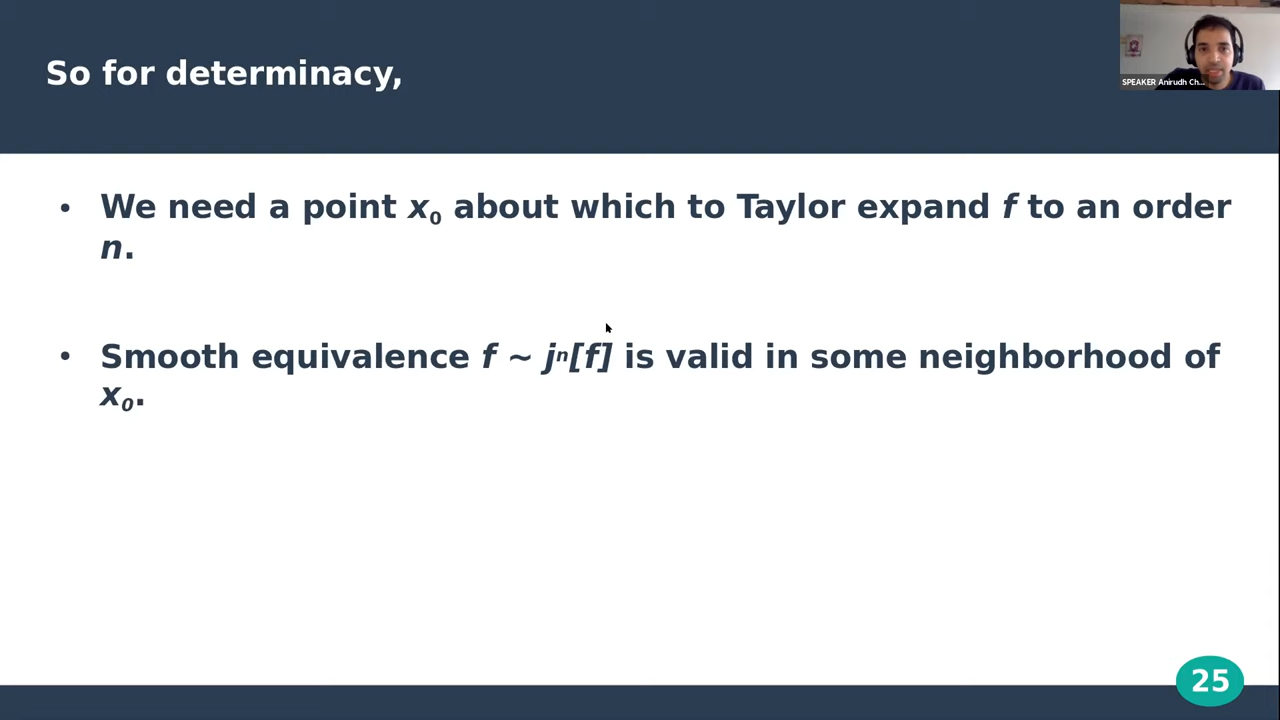 So for determinacy,
SPEAKER Anirudh Ch...
• We need a point x₀ about which to Taylor expand f to an order
n.
• Smooth equivalence f ~ jⁿ[f] is valid in some neighborhood of
x₀.
25